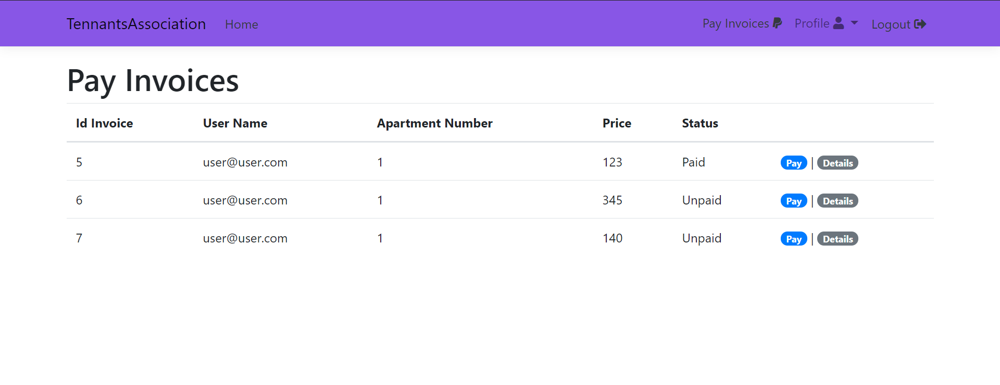 TennantsAssociation Home Pay Invoices Profile Logout
Pay Invoices
Id Invoice User Name Apartment Number Price Status
5 user@user.com 1 123 Paid Pay | Details
6 user@user.com 1 345 Unpaid Pay | Details
7 user@user.com 1 140 Unpaid Pay | Details